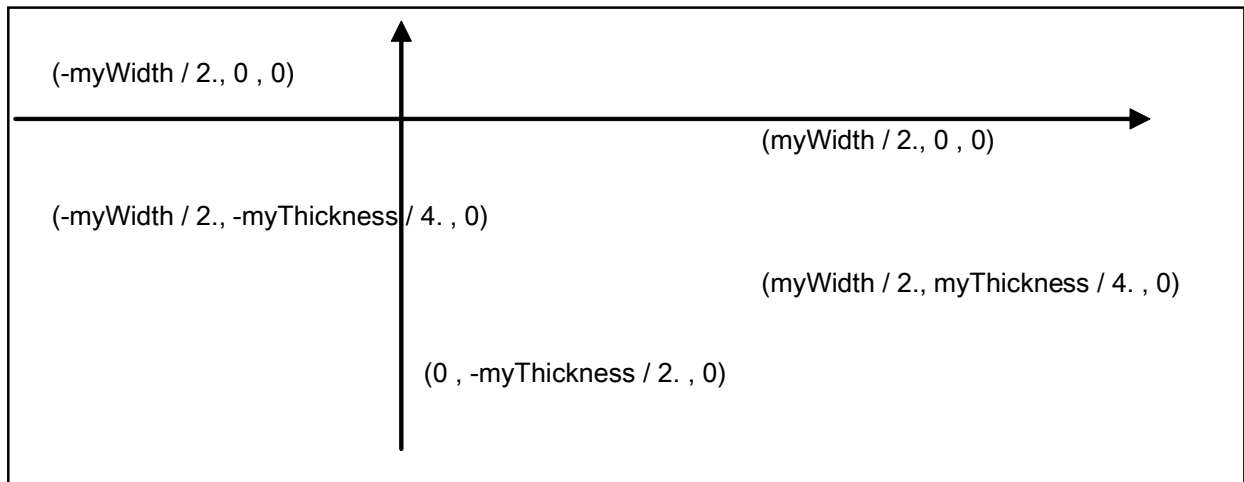 (-myWidth / 2., 0 , 0)
(myWidth / 2., 0 , 0)
(-myWidth / 2., -myThickness / 4. , 0)
(myWidth / 2., myThickness / 4. , 0)
(0 , -myThickness / 2. , 0)